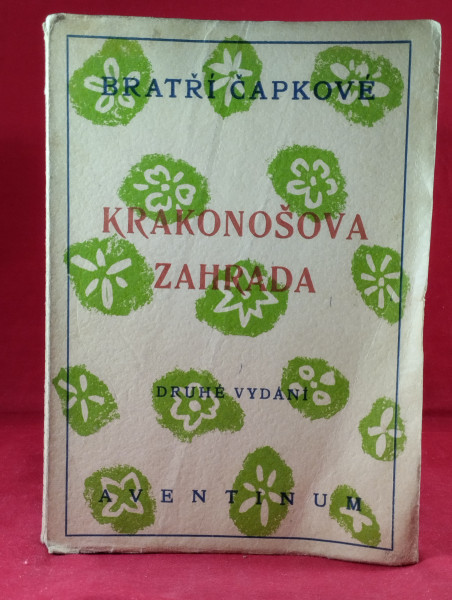 BRATŘÍ ČAPKOVÉ
KRAKONOŠOVA
ZAHRADA
DRUHÉ VYDÁNÍ
AVENTINUM